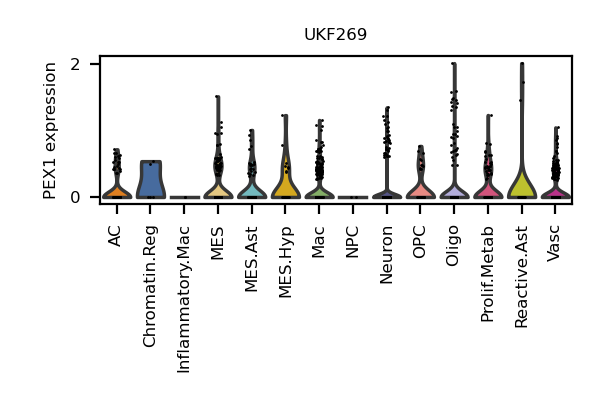 UKF269
PEX1 expression
2
0
AC
Chromatin.Reg
Inflammatory.Mac
MES
MES.Ast
MES.Hyp
Mac
NPC
Neuron
OPC
Oligo
Prolif.Metab
Reactive.Ast
Vasc